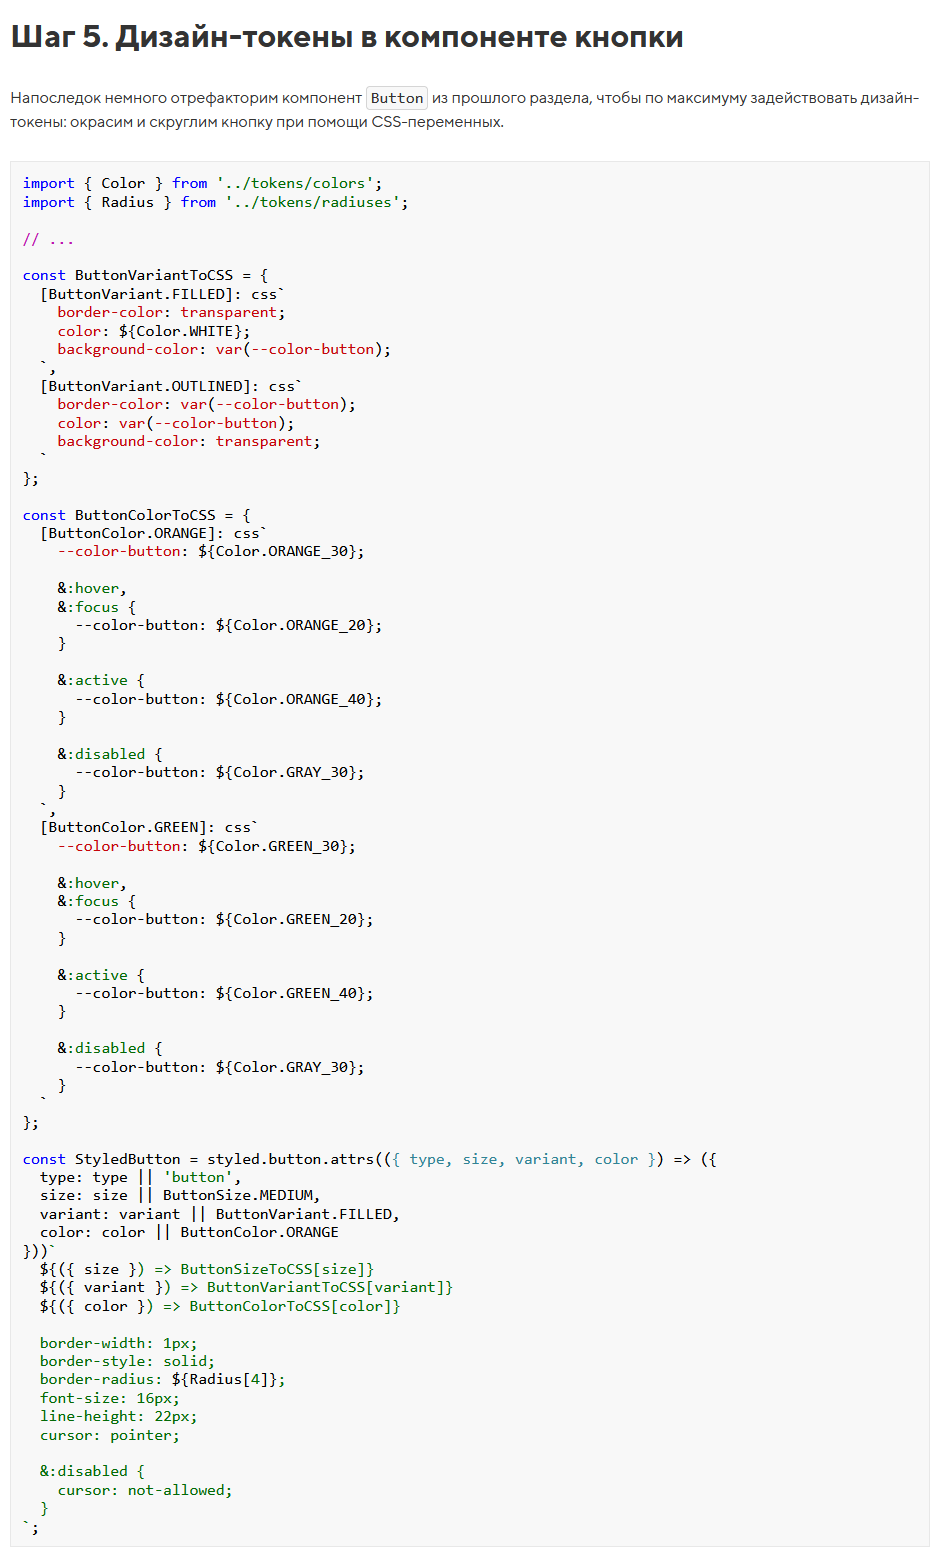 Шаг 5. Дизайн-токены в компоненте кнопки
Напоследок немного отрефакторим компонент Button из прошлого раздела, чтобы по максимуму задействовать дизайн-
токены: окрасим и скруглим кнопку при помощи CSS-переменных.
import { Color } from '../tokens/colors';
import { Radius } from '../tokens/radiuses';
// ...
const ButtonVariantToCSS = {
  [ButtonVariant.FILLED]: css`
    border-color: transparent;
    color: ${Color.WHITE};
    background-color: var(--color-button);
  `,
  [ButtonVariant.OUTLINED]: css`
    border-color: var(--color-button);
    color: var(--color-button);
    background-color: transparent;
  `
};
const ButtonColorToCSS = {
  [ButtonColor.ORANGE]: css`
    --color-button: ${Color.ORANGE_30};
    &:hover,
    &:focus {
      --color-button: ${Color.ORANGE_20};
    }
    &:active {
      --color-button: ${Color.ORANGE_40};
    }
    &:disabled {
      --color-button: ${Color.GRAY_30};
    }
  `,
  [ButtonColor.GREEN]: css`
    --color-button: ${Color.GREEN_30};
    &:hover,
    &:focus {
      --color-button: ${Color.GREEN_20};
    }
    &:active {
      --color-button: ${Color.GREEN_40};
    }
    &:disabled {
      --color-button: ${Color.GRAY_30};
    }
  `
};
const StyledButton = styled.button.attrs(({ type, size, variant, color }) => ({
  type: type || 'button',
  size: size || ButtonSize.MEDIUM,
  variant: variant || ButtonVariant.FILLED,
  color: color || ButtonColor.ORANGE
}))`
  ${({ size }) => ButtonSizeToCSS[size]}
  ${({ variant }) => ButtonVariantToCSS[variant]}
  ${({ color }) => ButtonColorToCSS[color]}
  border-width: 1px;
  border-style: solid;
  border-radius: ${Radius[4]};
  font-size: 16px;
  line-height: 22px;
  cursor: pointer;
  &:disabled {
    cursor: not-allowed;
  }
`;